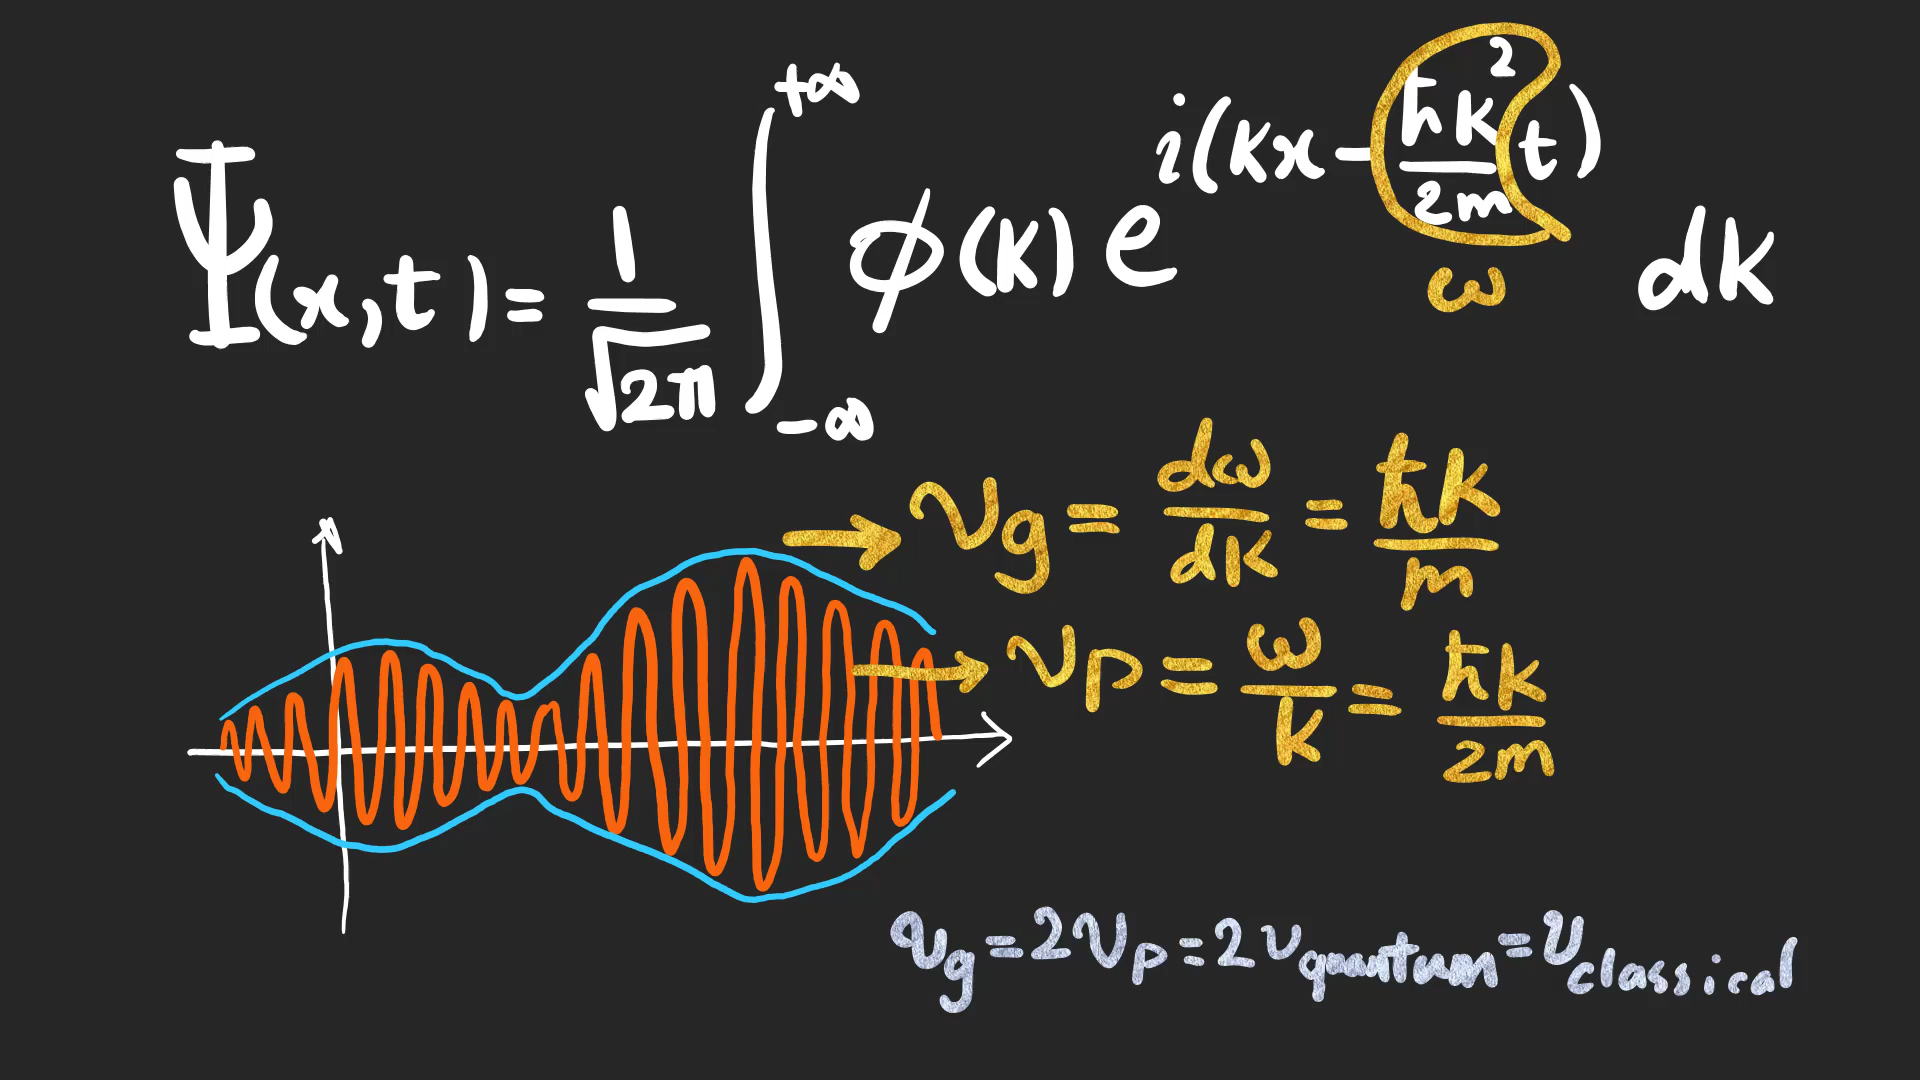 Ψ(x,t) = 1/√2π ∫_{-∞}^{+∞} ϕ(k) e^{i(kx - ħk²/2m t)} dk
ω
v_g = dω/dk = ħk/m
v_p = ω/k = ħk/2m
v_g = 2v_p = 2v_quantum = v_classical